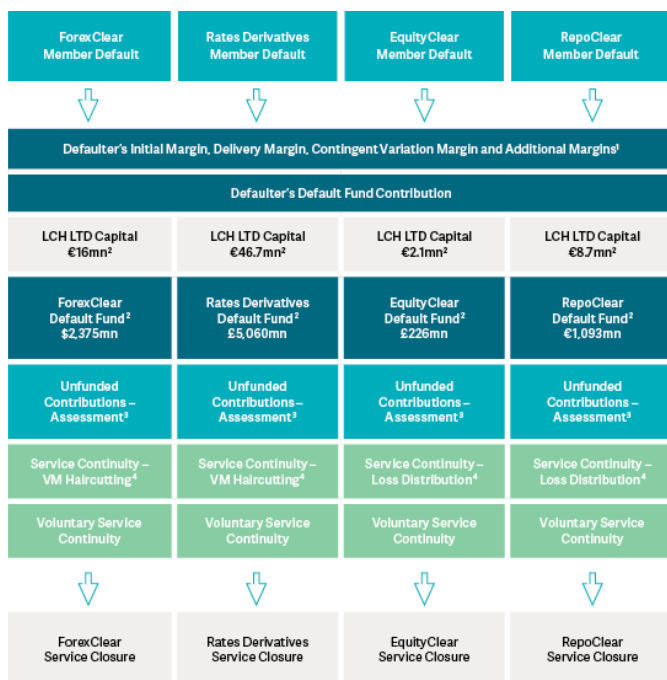 ForexClear
Member Default
Rates Derivatives
Member Default
EquityClear
Member Default
RepoClear
Member Default
Defaulter's Initial Margin, Delivery Margin, Contingent Variation Margin and Additional Margins¹
Defaulter's Default Fund Contribution
LCH LTD Capital
€16mn²
LCH LTD Capital
€46.7mn²
LCH LTD Capital
€2.1mn²
LCH LTD Capital
€8.7mn²
ForexClear
Default Fund²
$2,375mn
Rates Derivatives
Default Fund²
£5,060mn
EquityClear
Default Fund²
£226mn
RepoClear
Default Fund²
€1,093mn
Unfunded
Contributions –
Assessment³
Unfunded
Contributions –
Assessment³
Unfunded
Contributions –
Assessment³
Unfunded
Contributions –
Assessment³
Service Continuity –
VM Haircutting⁴
Service Continuity –
VM Haircutting⁴
Service Continuity –
Loss Distribution⁴
Service Continuity –
Loss Distribution⁴
Voluntary Service
Continuity
Voluntary Service
Continuity
Voluntary Service
Continuity
Voluntary Service
Continuity
ForexClear
Service Closure
Rates Derivatives
Service Closure
EquityClear
Service Closure
RepoClear
Service Closure